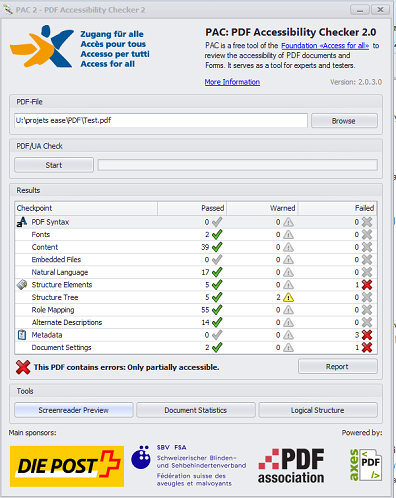 PAC 2 - PDF Accessibility Checker 2
Zugang für alle
Accès pour tous
Accesso per tutti
Access for all
PAC: PDF Accessibility Checker 2.0
PAC is a free tool of the Foundation «Access for all» to
review the accessibility of PDF documents and
Forms. It serves as a tool for experts and testers.
More Information
Version: 2.0.3.0
PDF-File
U:\projets ease\PDF\Test.pdf
Browse
PDF/UA Check
Start
Results
Checkpoint Passed Warned Failed
PDF Syntax 0 0 0
Fonts 2 0 0
Content 39 0 0
Embedded Files 0 0 0
Natural Language 17 0 0
Structure Elements 5 0 1
Structure Tree 5 2 0
Role Mapping 55 0 0
Alternate Descriptions 14 0 0
Metadata 0 0 3
Document Settings 2 0 1
This PDF contains errors: Only partially accessible.
Report
Tools
Screenreader Preview
Document Statistics
Logical Structure
Main sponsors:
Powered by:
DIE POST
SBV FSA
Schweizerischer Blinden-
und Sehbehindertenverband
Fédération suisse des
aveugles et malvoyants
PDF
association
axes
PDF